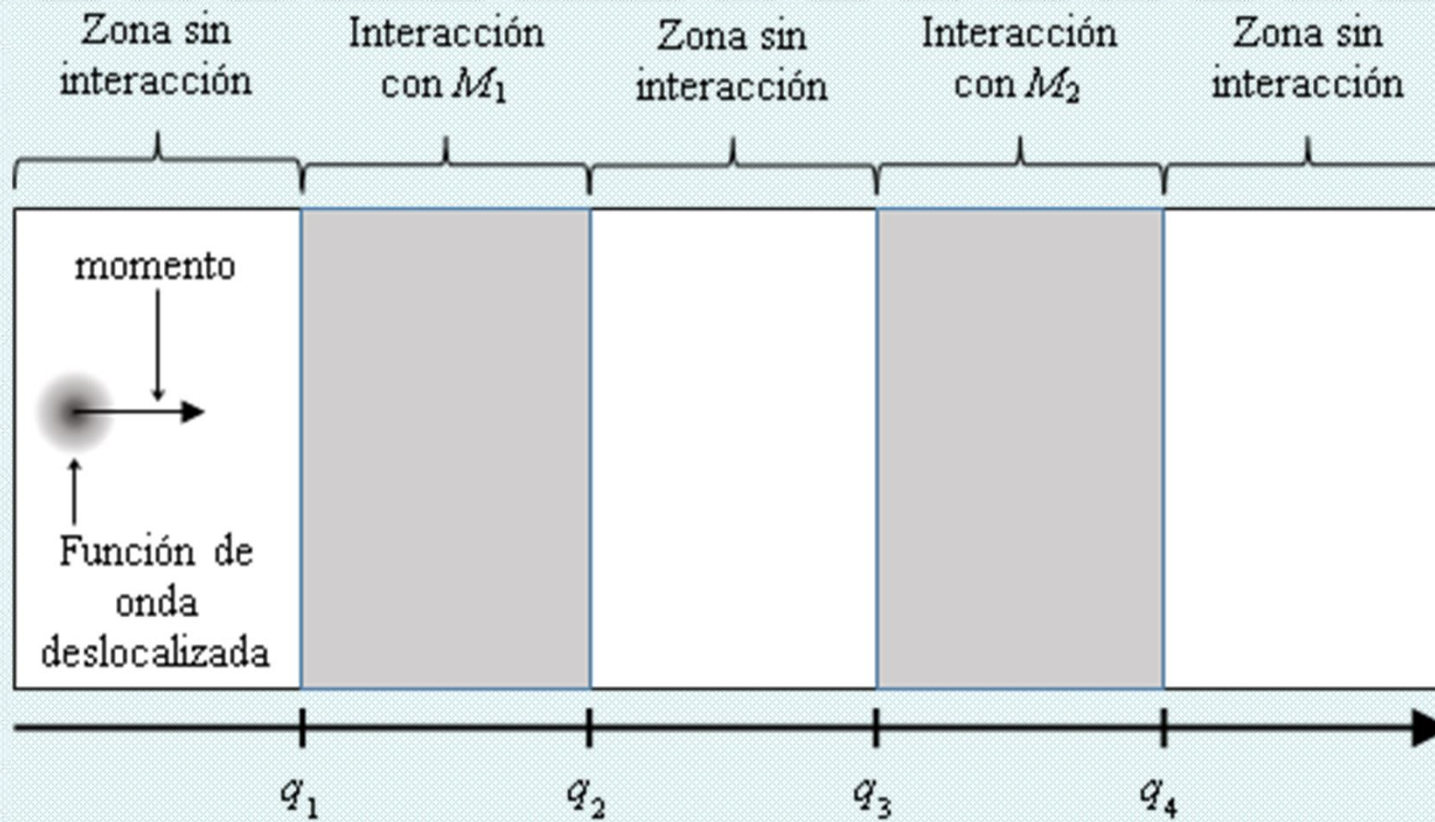 Zona sin
interacción
Interacción
con M₁
Zona sin
interacción
Interacción
con M₂
Zona sin
interacción
momento
Función de
onda
deslocalizada
q₁
q₂
q₃
q₄